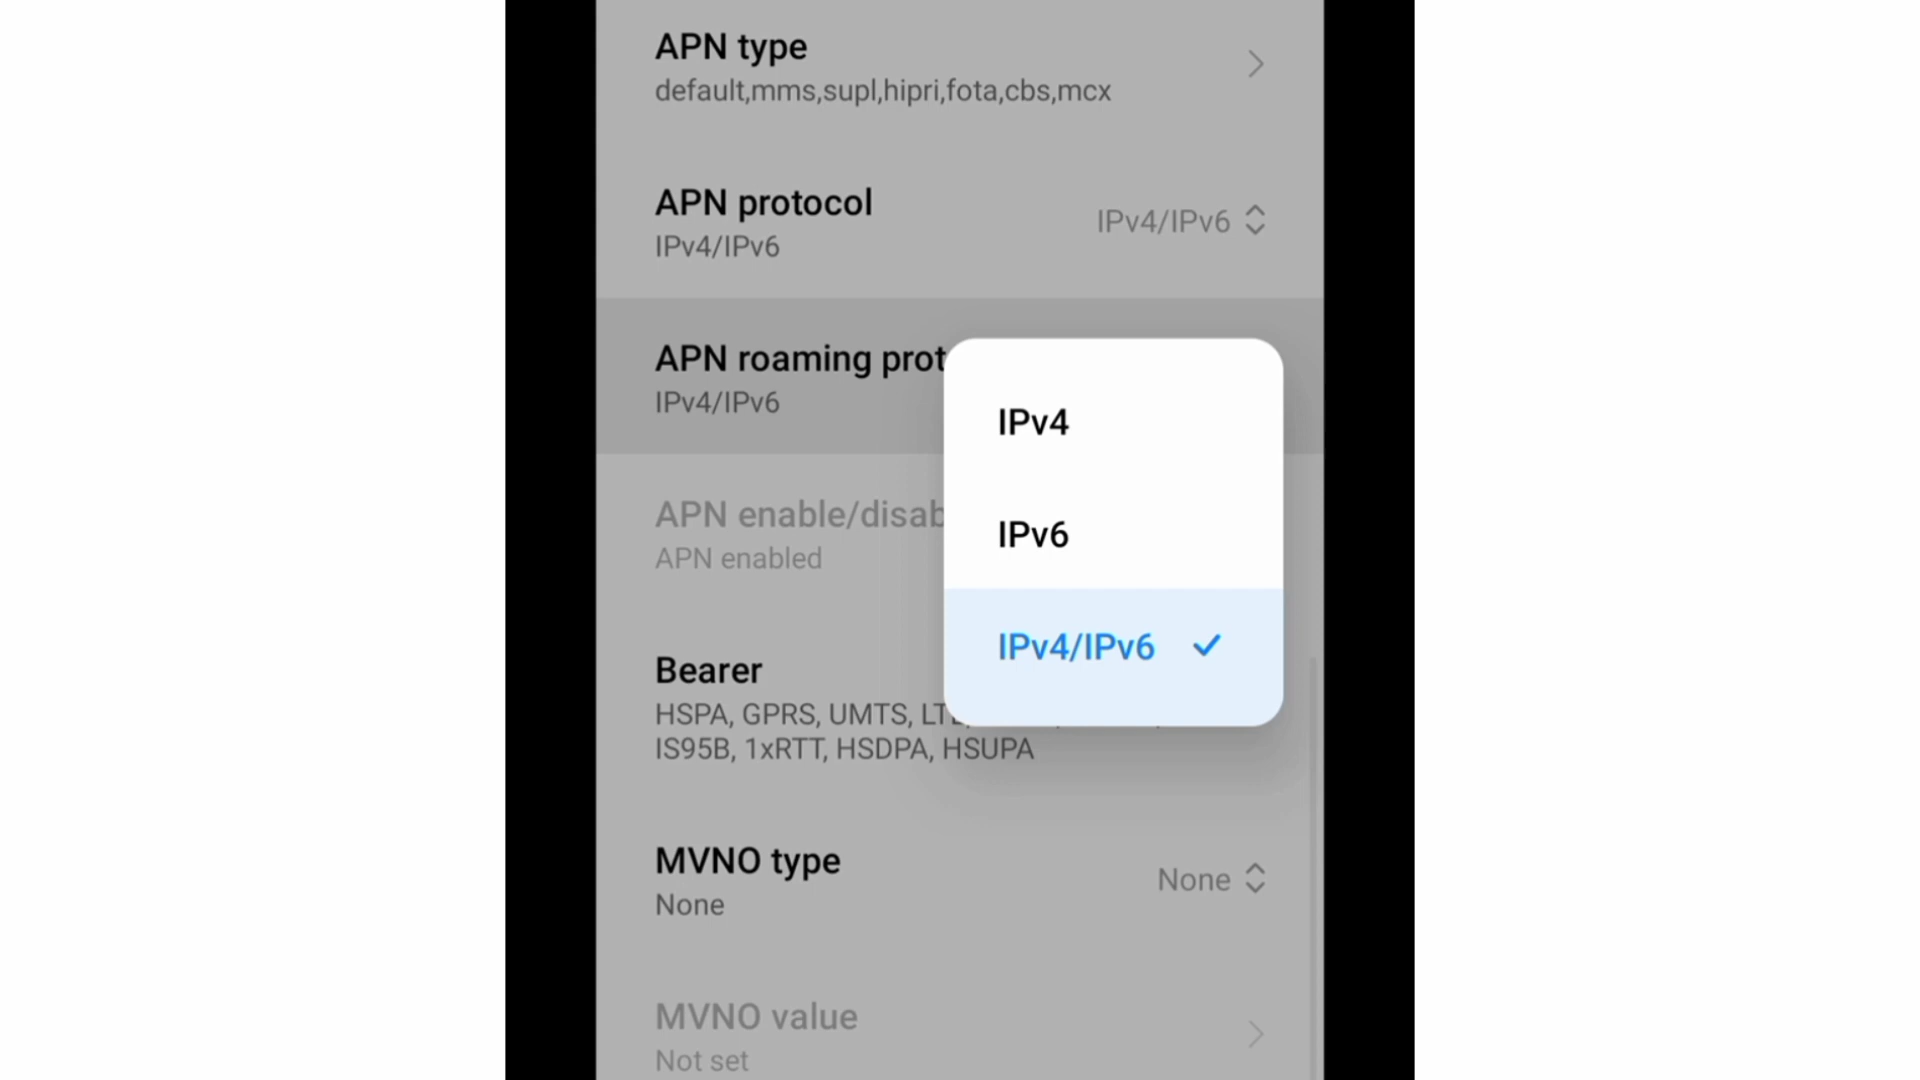 APN type
default,mms,supl,hipri,fota,cbs,mcx
APN protocol
IPv4/IPv6
IPv4/IPv6
APN roaming prot
IPv4/IPv6
IPv4
IPv6
IPv4/IPv6
APN enable/disab
APN enabled
Bearer
HSPA, GPRS, UMTS,
IS95B, 1xRTT, HSDPA, HSUPA
MVNO type
None
None
MVNO value
Not set